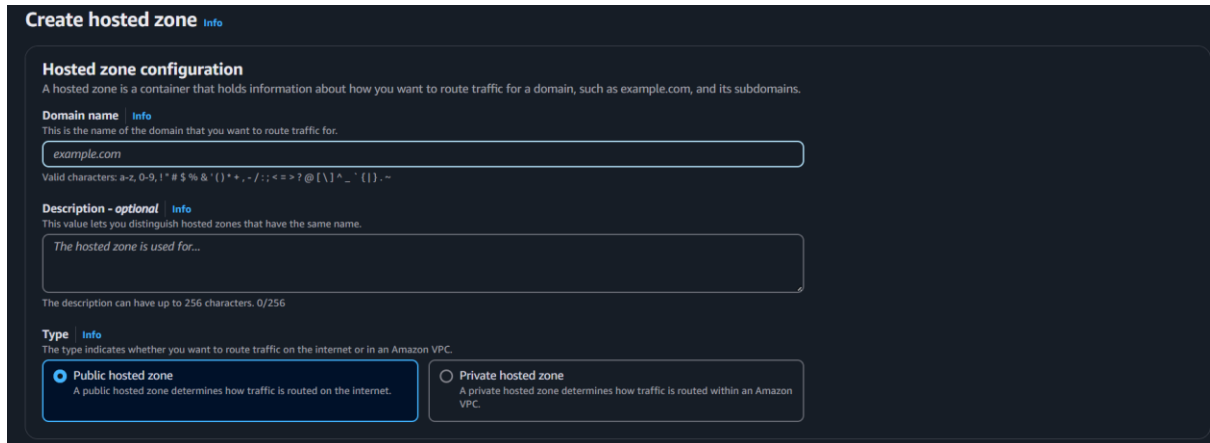 Create hosted zone Info
Hosted zone configuration
A hosted zone is a container that holds information about how you want to route traffic for a domain, such as example.com, and its subdomains.
Domain name Info
This is the name of the domain that you want to route traffic for.
example.com
Valid characters: a-z, 0-9, ! " # $ % & ' ( ) * + , - / : ; < = > ? @ [ \ ] ^ _ ` { | } . ~
Description - optional Info
This value lets you distinguish hosted zones that have the same name.
The hosted zone is used for...
The description can have up to 256 characters. 0/256
Type Info
The type indicates whether you want to route traffic on the internet or in an Amazon VPC.
Public hosted zone
A public hosted zone determines how traffic is routed on the internet.
Private hosted zone
A private hosted zone determines how traffic is routed within an Amazon
VPC.